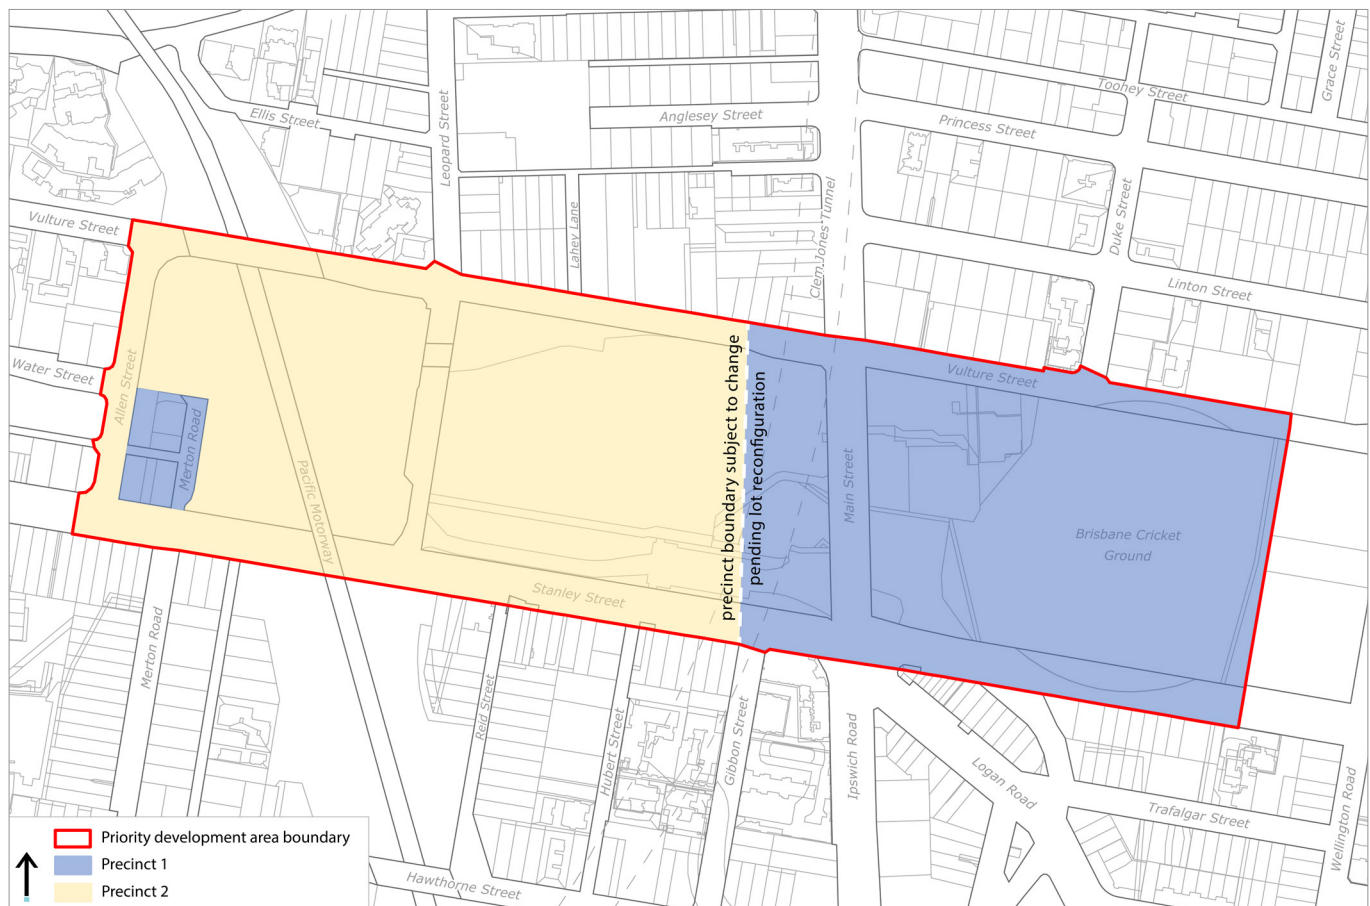 Grace Street
Toohey Street
Ellis Street
Anglesey Street
Princess Street
Leopard Street
Duke Street
Vulture Street
Lahey Lane
Clem Jones Tunnel
Linton Street
Water Street
Allen Street
Vulture Street
Merton Road
Pacific Motorway
precinct boundary subject to change
pending lot reconfiguration
Main Street
Brisbane Cricket
Ground
Stanley Street
Merton Road
Reid Street
Hubert Street
Gibbon Street
Ipswich Road
Logan Road
Trafalgar Street
Wellington Road
Hawthorne Street
Priority development area boundary
Precinct 1
Precinct 2